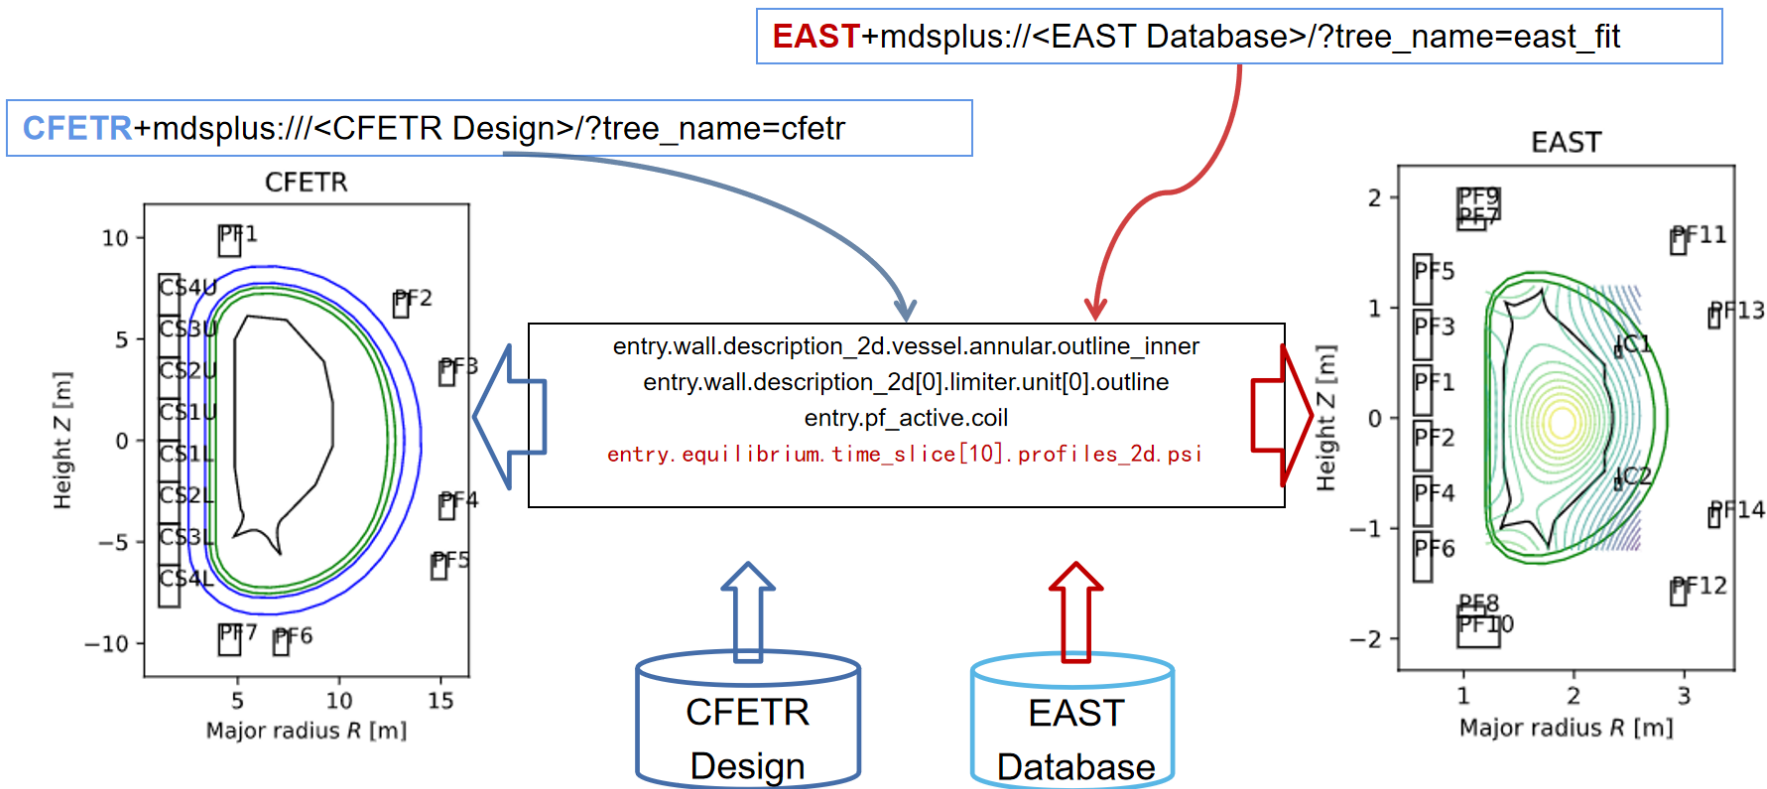 EAST+mdsplus://<EAST Database>/?tree_name=east_fit
CFETR+mdsplus:///<CFETR Design>/?tree_name=cfetr
CFETR
Height Z [m]
10
5
0
−5
−10
5
10
15
Major radius R [m]
PF1
PF2
PF3
PF4
PF5
PF7
PF6
CS4U
CS3U
CS2U
CS1U
CS1L
CS2L
CS3L
CS4L
entry.wall.description_2d.vessel.annular.outline_inner
entry.wall.description_2d[0].limiter.unit[0].outline
entry.pf_active.coil
entry.equilibrium.time_slice[10].profiles_2d.psi
CFETR
Design
EAST
Database
EAST
Height Z [m]
2
1
0
−1
−2
1
2
3
Major radius R [m]
PF9
PF7
PF11
PF5
PF13
PF3
IC1
PF1
PF2
IC2
PF4
PF14
PF6
PF12
PF8
PF10